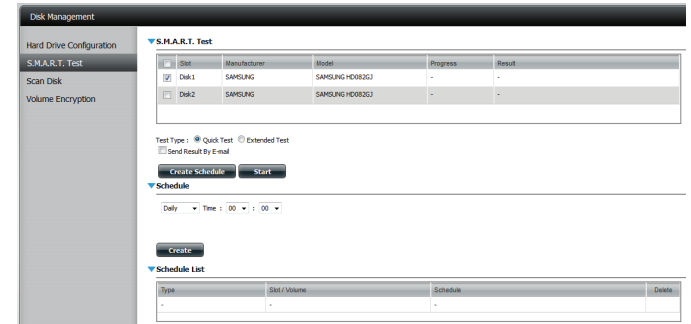 Disk Management
Hard Drive Configuration
S.M.A.R.T. Test
Scan Disk
Volume Encryption
S.M.A.R.T. Test
Slot Manufacturer Model Progress Result
Disk1 SAMSUNG SAMSUNG HD082GJ - -
Disk2 SAMSUNG SAMSUNG HD082GJ - -
Test Type : Quick Test Extended Test
Send Result By E-mail
Create Schedule Start
Schedule
Daily Time : 00 : 00
Create
Schedule List
Type Slot / Volume Schedule Delete
- - -